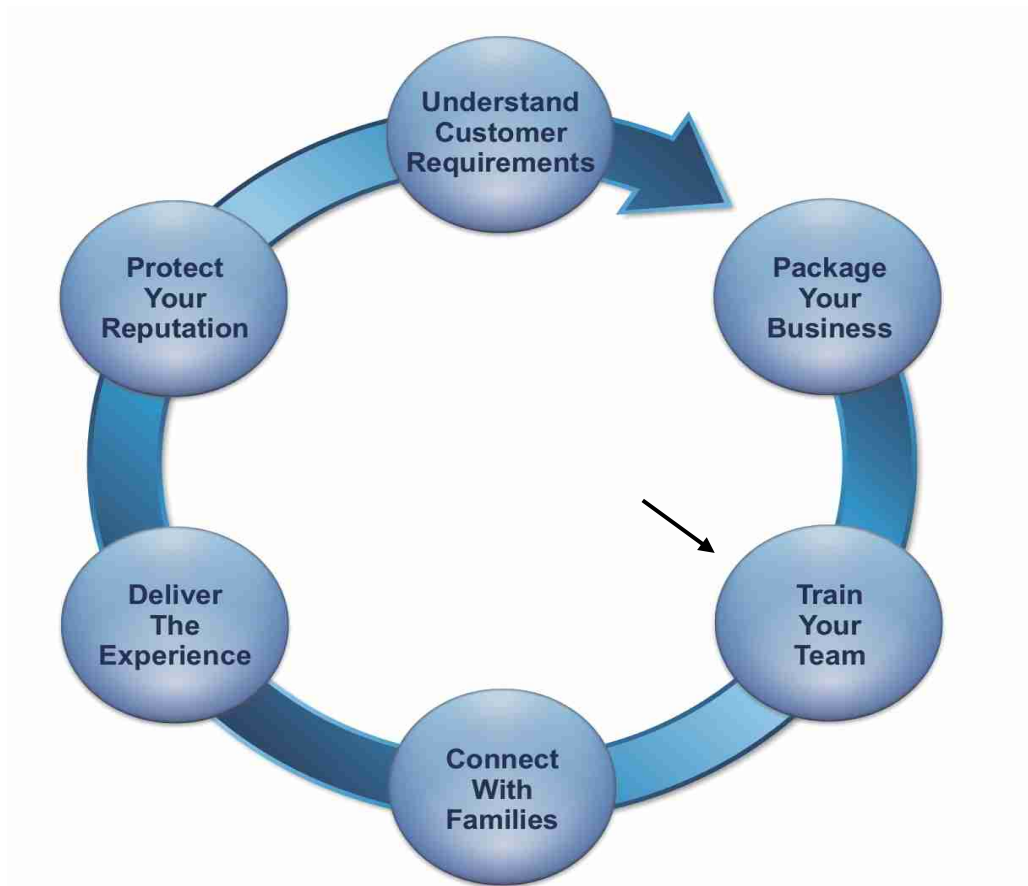 Understand
Customer
Requirements
Package
Your
Business
Train
Your
Team
Connect
With
Families
Deliver
The
Experience
Protect
Your
Reputation